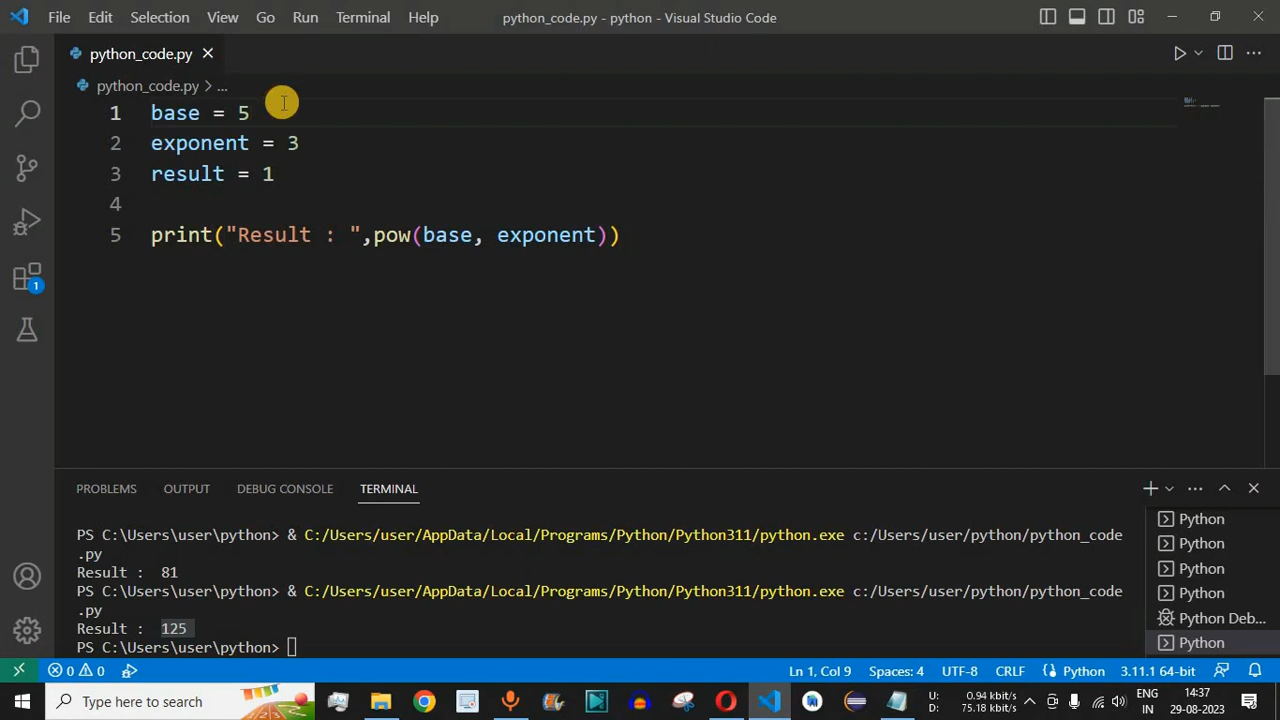 File Edit Selection View Go Run Terminal Help python_code.py - python - Visual Studio Code
python_code.py
python_code.py > ...
1 base = 5
2 exponent = 3
3 result = 1
4
5 print("Result : ",pow(base, exponent))
1
PROBLEMS OUTPUT DEBUG CONSOLE TERMINAL
PS C:\Users\user\python> & C:/Users/user/AppData/Local/Programs/Python/Python311/python.exe c:/Users/user/python/python_code
.py
Result : 81
PS C:\Users\user\python> & C:/Users/user/AppData/Local/Programs/Python/Python311/python.exe c:/Users/user/python/python_code
.py
Result : 125
PS C:\Users\user\python>
Python
Python
Python
Python
Python Deb...
Python
0 0 Ln 1, Col 9 Spaces: 4 UTF-8 CRLF Python 3.11.1 64-bit
Type here to search
U: 0.94 kb/s
D: 75.18 kb/s
ENG
IN
14:37
29-08-2023